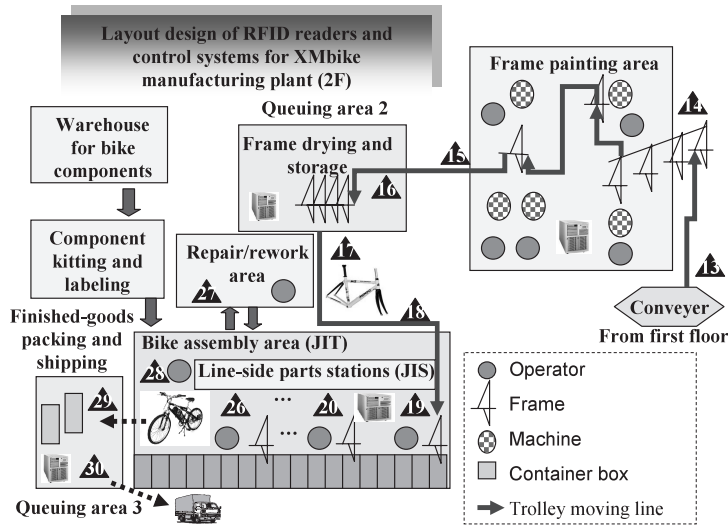 Layout design of RFID readers and
control systems for XMbike
manufacturing plant (2F)
Frame painting area
14
13
Conveyer
From first floor
15
Queuing area 2
Frame drying and
storage
16
Warehouse
for bike
components
Component
kitting and
labeling
Repair/rework
area
27
17
18
Bike assembly area (JIT)
28
Line-side parts stations (JIS)
26
...
20
19
...
Finished-goods
packing and
shipping
29
30
Queuing area 3
Operator
Frame
Machine
Container box
Trolley moving line